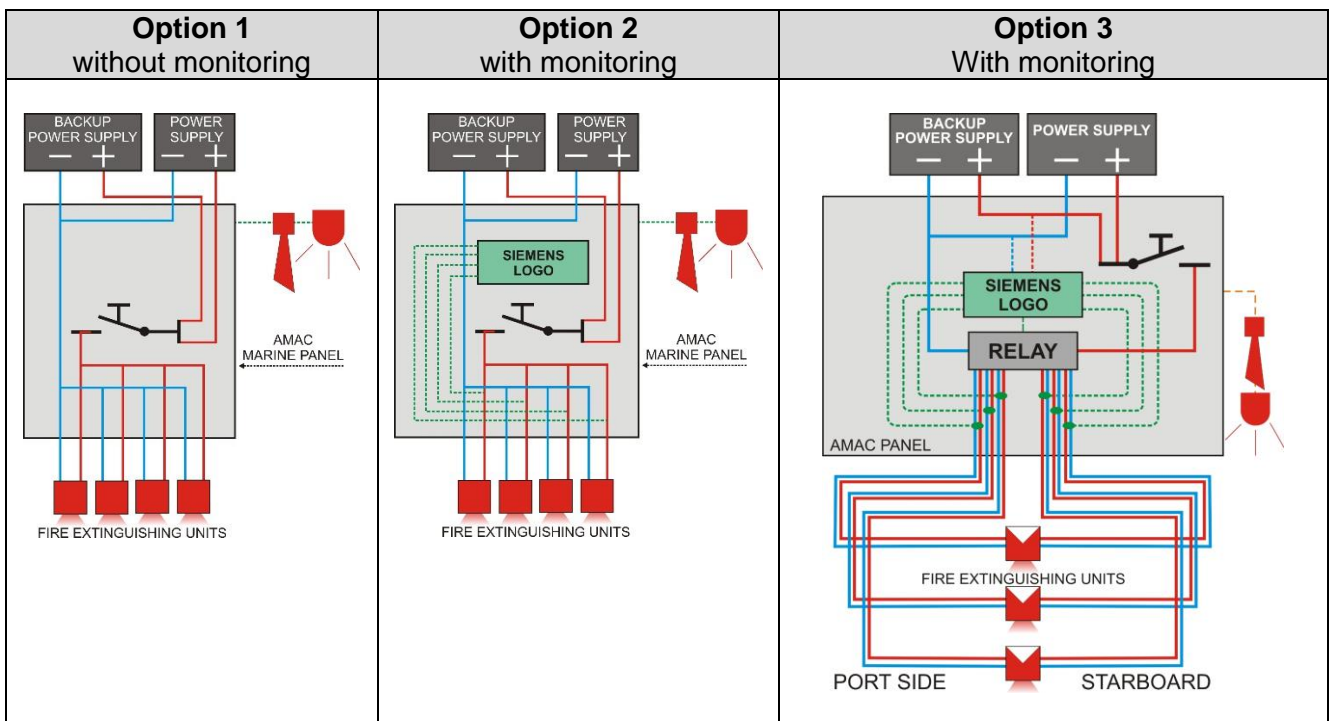 Option 1
without monitoring
Option 2
with monitoring
Option 3
With monitoring
BACKUP
POWER SUPPLY
POWER
SUPPLY
AMAC
MARINE PANEL
FIRE EXTINGUISHING UNITS
BACKUP
POWER SUPPLY
POWER
SUPPLY
SIEMENS
LOGO
AMAC
MARINE PANEL
FIRE EXTINGUISHING UNITS
BACKUP
POWER SUPPLY
POWER SUPPLY
SIEMENS
LOGO
RELAY
AMAC PANEL
FIRE EXTINGUISHING UNITS
PORT SIDE
STARBOARD